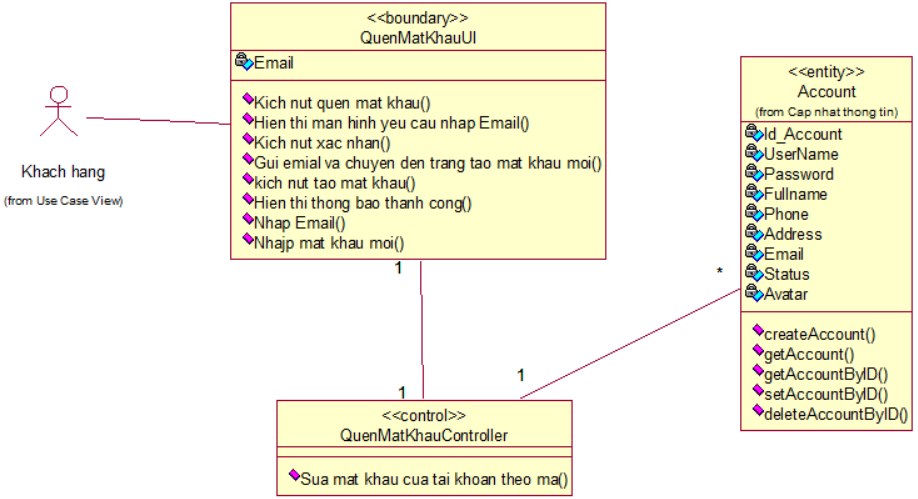 <<boundary>>
QuenMatKhauUI
Email
Kich nut quen mat khau()
Hien thi man hinh yeu cau nhap Email()
Kich nut xac nhan()
Gui emial va chuyen den trang tao mat khau moi()
kich nut tao mat khau()
Hien thi thong bao thanh cong()
Nhap Email()
Nhajp mat khau moi()
Khach hang
(from Use Case View)
<<entity>>
Account
(from Cap nhat thong tin)
Id_Account
UserName
Password
Fullname
Phone
Address
Email
Status
Avatar
createAccount()
getAccount()
getAccountByID()
setAccountByID()
deleteAccountByID()
1
*
1
1
<<control>>
QuenMatKhauController
Sua mat khau cua tai khoan theo ma()